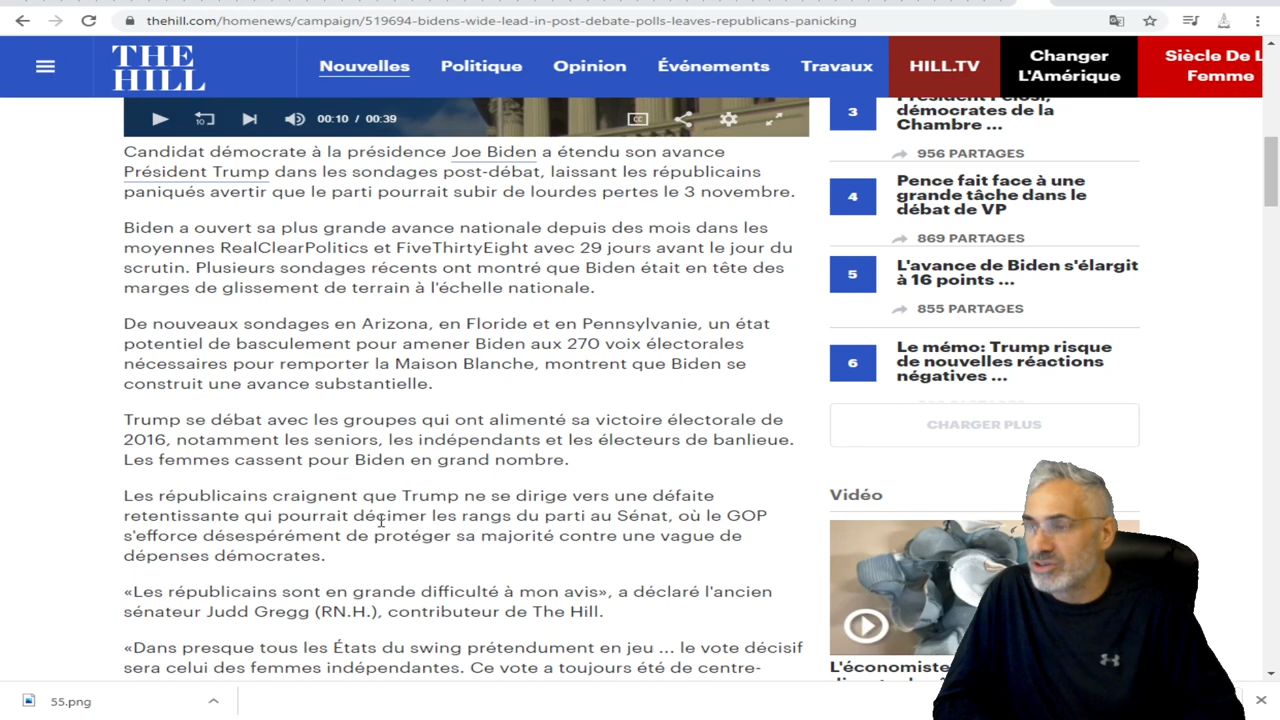 thehill.com/homenews/campaign/519694-bidens-wide-lead-in-post-debate-polls-leaves-republicans-panicking
THE HILL
Nouvelles
Politique
Opinion
Événements
Travaux
HILL.TV
Changer
L'Amérique
Siècle De L
Femme
10
00:10 / 00:39
CC
Candidat démocrate à la présidence Joe Biden a étendu son avance
Président Trump dans les sondages post-débat, laissant les républicains
paniqués avertir que le parti pourrait subir de lourdes pertes le 3 novembre.
Biden a ouvert sa plus grande avance nationale depuis des mois dans les
moyennes RealClearPolitics et FiveThirtyEight avec 29 jours avant le jour du
scrutin. Plusieurs sondages récents ont montré que Biden était en tête des
marges de glissement de terrain à l'échelle nationale.
De nouveaux sondages en Arizona, en Floride et en Pennsylvanie, un état
potentiel de basculement pour amener Biden aux 270 voix électorales
nécessaires pour remporter la Maison Blanche, montrent que Biden se
construit une avance substantielle.
Trump se débat avec les groupes qui ont alimenté sa victoire électorale de
2016, notamment les seniors, les indépendants et les électeurs de banlieue.
Les femmes cassent pour Biden en grand nombre.
Les républicains craignent que Trump ne se dirige vers une défaite
retentissante qui pourrait décimer les rangs du parti au Sénat, où le GOP
s'efforce désespérément de protéger sa majorité contre une vague de
dépenses démocrates.
«Les républicains sont en grande difficulté à mon avis», a déclaré l'ancien
sénateur Judd Gregg (RN.H.), contributeur de The Hill.
«Dans presque tous les États du swing prétendument en jeu ... le vote décisif
sera celui des femmes indépendantes. Ce vote a toujours été de centre-
3
Président Pelosi,
démocrates de la
Chambre ...
956 PARTAGES
4
Pence fait face à une
grande tâche dans le
débat de VP
869 PARTAGES
5
L'avance de Biden s'élargit
à 16 points ...
855 PARTAGES
6
Le mémo: Trump risque
de nouvelles réactions
négatives ...
CHARGER PLUS
Vidéo
L'économiste
55.png